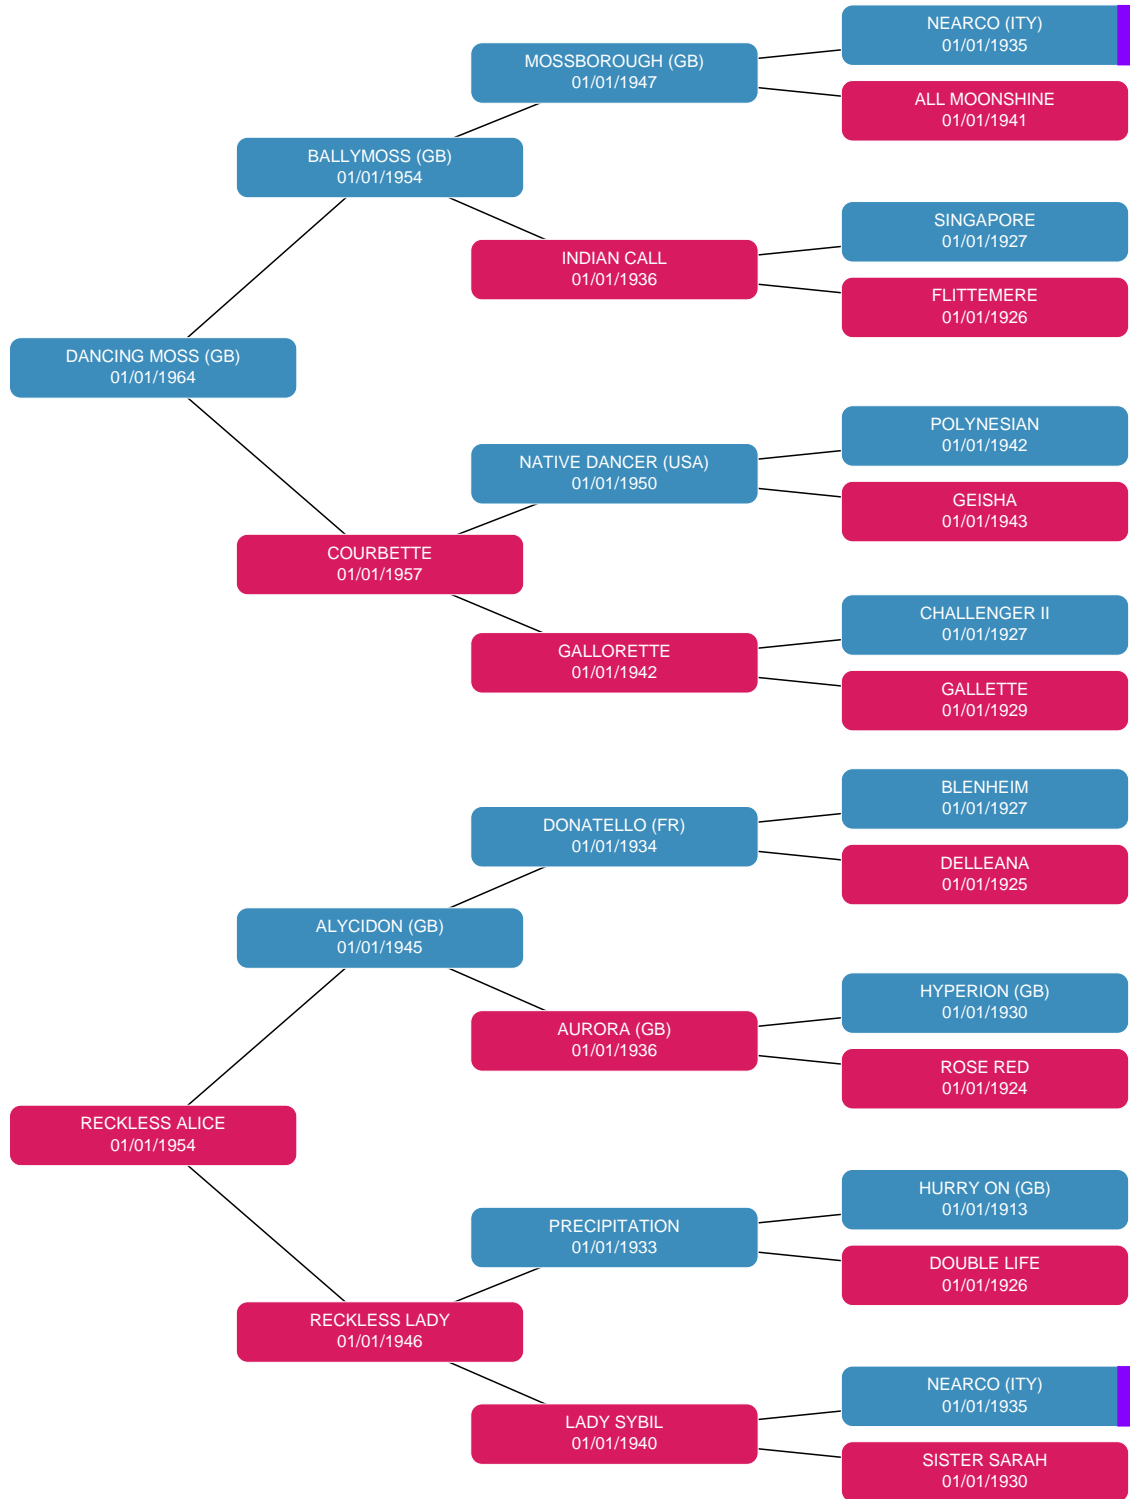 NEARCO (ITY)
01/01/1935
MOSSBOROUGH (GB)
01/01/1947
ALL MOONSHINE
01/01/1941
BALLYMOSS (GB)
01/01/1954
SINGAPORE
01/01/1927
INDIAN CALL
01/01/1936
FLITTEMERE
01/01/1926
DANCING MOSS (GB)
01/01/1964
POLYNESIAN
01/01/1942
NATIVE DANCER (USA)
01/01/1950
GEISHA
01/01/1943
COURBETTE
01/01/1957
CHALLENGER II
01/01/1927
GALLORETTE
01/01/1942
GALLETTE
01/01/1929
BLENHEIM
01/01/1927
DONATELLO (FR)
01/01/1934
DELLEANA
01/01/1925
ALYCIDON (GB)
01/01/1945
HYPERION (GB)
01/01/1930
AURORA (GB)
01/01/1936
ROSE RED
01/01/1924
RECKLESS ALICE
01/01/1954
HURRY ON (GB)
01/01/1913
PRECIPITATION
01/01/1933
DOUBLE LIFE
01/01/1926
RECKLESS LADY
01/01/1946
NEARCO (ITY)
01/01/1935
LADY SYBIL
01/01/1940
SISTER SARAH
01/01/1930